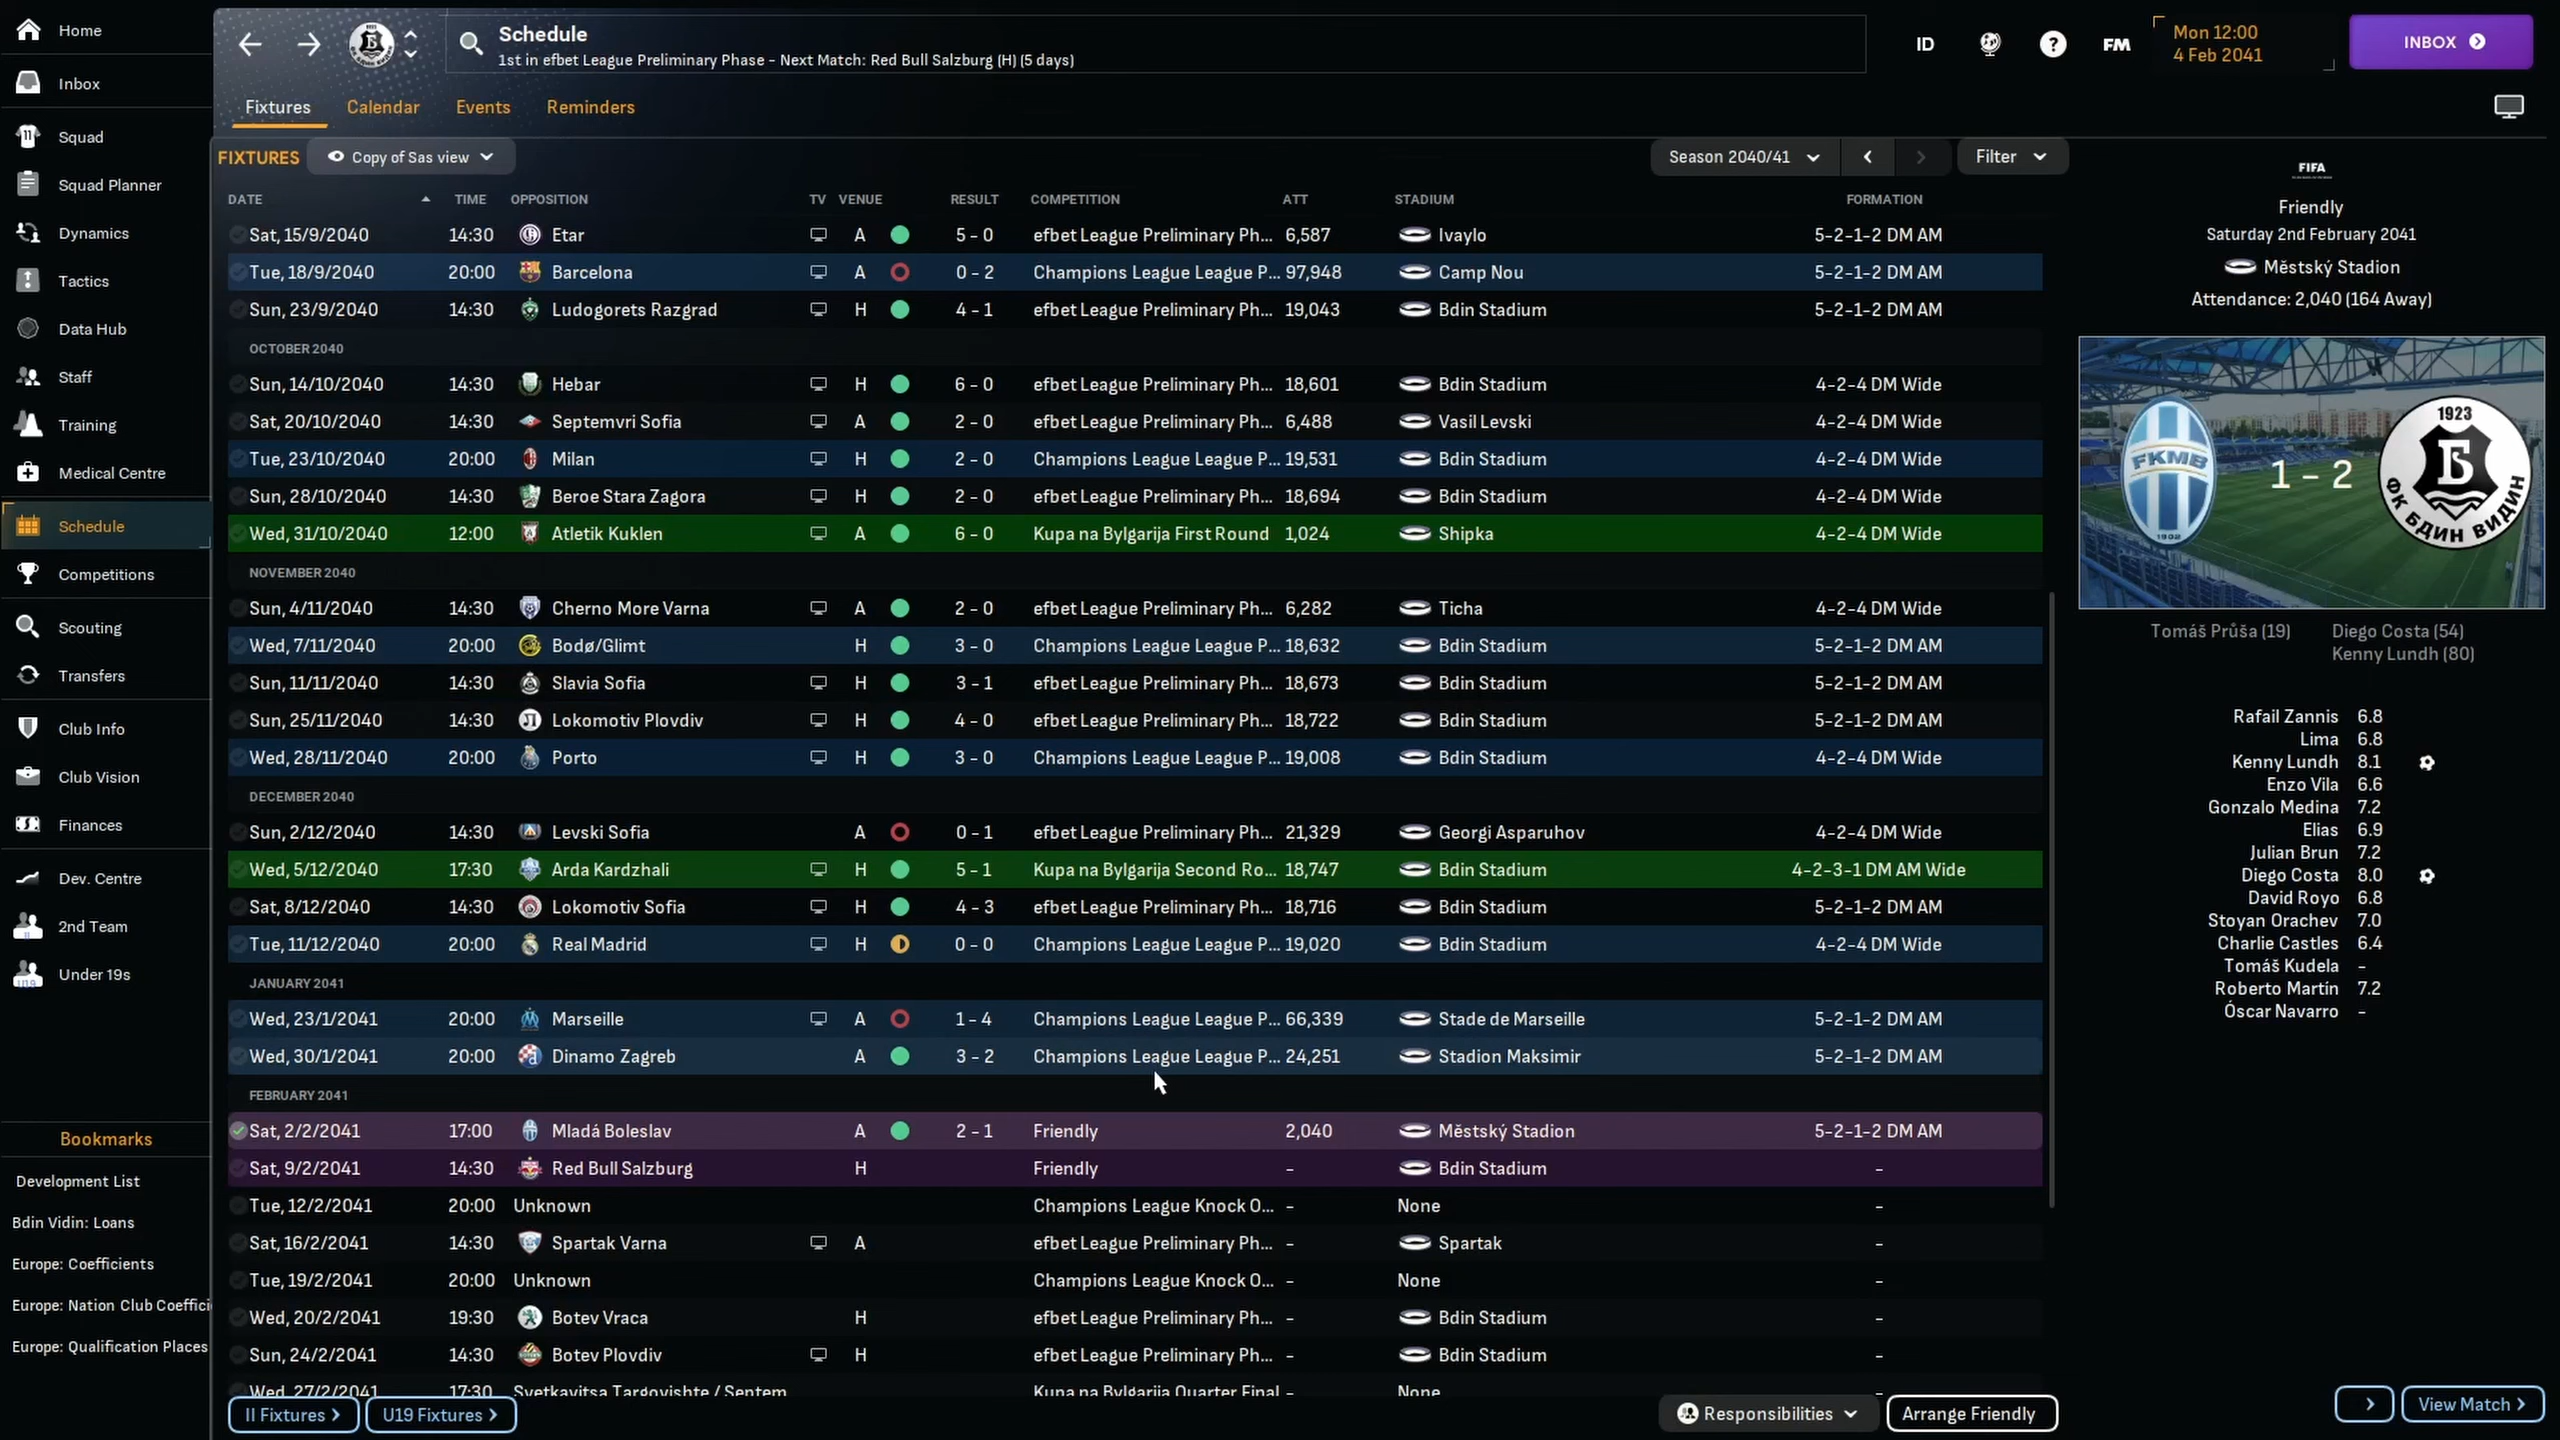 Home
Inbox
Squad
Squad Planner
Dynamics
Tactics
Data Hub
Staff
Training
Medical Centre
Schedule
Competitions
Scouting
Transfers
Club Info
Club Vision
Finances
Dev. Centre
2nd Team
Under 19s
Bookmarks
Development List
Bdin Vidin: Loans
Europe: Coefficients
Europe: Nation Club Coeffici
Europe: Qualification Places
Schedule
1st in efbet League Preliminary Phase - Next Match: Red Bull Salzburg (H) (5 days)
ID
FM
Mon 12:00
4 Feb 2041
INBOX
Fixtures Calendar Events Reminders
FIXTURES Copy of Sas view Season 2040/41 Filter
DATE TIME OPPOSITION TV VENUE RESULT COMPETITION ATT STADIUM FORMATION
Sat, 15/9/2040 14:30 Etar A 5 - 0 efbet League Preliminary Ph... 6,587 Ivaylo 5-2-1-2 DM AM
Tue, 18/9/2040 20:00 Barcelona A 0 - 2 Champions League League P... 97,948 Camp Nou 5-2-1-2 DM AM
Sun, 23/9/2040 14:30 Ludogorets Razgrad H 4 - 1 efbet League Preliminary Ph... 19,043 Bdin Stadium 5-2-1-2 DM AM
OCTOBER 2040
Sun, 14/10/2040 14:30 Hebar H 6 - 0 efbet League Preliminary Ph... 18,601 Bdin Stadium 4-2-4 DM Wide
Sat, 20/10/2040 14:30 Septemvri Sofia A 2 - 0 efbet League Preliminary Ph... 6,488 Vasil Levski 4-2-4 DM Wide
Tue, 23/10/2040 20:00 Milan H 2 - 0 Champions League League P... 19,531 Bdin Stadium 4-2-4 DM Wide
Sun, 28/10/2040 14:30 Beroe Stara Zagora H 2 - 0 efbet League Preliminary Ph... 18,694 Bdin Stadium 4-2-4 DM Wide
Wed, 31/10/2040 12:00 Atletik Kuklen A 6 - 0 Kupa na Bylgarija First Round 1,024 Shipka 4-2-4 DM Wide
NOVEMBER 2040
Sun, 4/11/2040 14:30 Cherno More Varna A 2 - 0 efbet League Preliminary Ph... 6,282 Ticha 4-2-4 DM Wide
Wed, 7/11/2040 20:00 Bodø/Glimt H 3 - 0 Champions League League P... 18,632 Bdin Stadium 5-2-1-2 DM AM
Sun, 11/11/2040 14:30 Slavia Sofia H 3 - 1 efbet League Preliminary Ph... 18,673 Bdin Stadium 5-2-1-2 DM AM
Sun, 25/11/2040 14:30 Lokomotiv Plovdiv H 4 - 0 efbet League Preliminary Ph... 18,722 Bdin Stadium 5-2-1-2 DM AM
Wed, 28/11/2040 20:00 Porto H 3 - 0 Champions League League P... 19,008 Bdin Stadium 4-2-4 DM Wide
DECEMBER 2040
Sun, 2/12/2040 14:30 Levski Sofia A 0 - 1 efbet League Preliminary Ph... 21,329 Georgi Asparuhov 4-2-4 DM Wide
Wed, 5/12/2040 17:30 Arda Kardzhali H 5 - 1 Kupa na Bylgarija Second Ro... 18,747 Bdin Stadium 4-2-3-1 DM AM Wide
Sat, 8/12/2040 14:30 Lokomotiv Sofia H 4 - 3 efbet League Preliminary Ph... 18,716 Bdin Stadium 5-2-1-2 DM AM
Tue, 11/12/2040 20:00 Real Madrid H 0 - 0 Champions League League P... 19,020 Bdin Stadium 4-2-4 DM Wide
JANUARY 2041
Wed, 23/1/2041 20:00 Marseille A 1 - 4 Champions League League P... 66,339 Stade de Marseille 5-2-1-2 DM AM
Wed, 30/1/2041 20:00 Dinamo Zagreb A 3 - 2 Champions League League P... 24,251 Stadion Maksimir 5-2-1-2 DM AM
FEBRUARY 2041
Sat, 2/2/2041 17:00 Mladá Boleslav A 2 - 1 Friendly 2,040 Městský Stadion 5-2-1-2 DM AM
Sat, 9/2/2041 14:30 Red Bull Salzburg H Friendly - Bdin Stadium -
Tue, 12/2/2041 20:00 Unknown Champions League Knock O... - None -
Sat, 16/2/2041 14:30 Spartak Varna A efbet League Preliminary Ph... - Spartak -
Tue, 19/2/2041 20:00 Unknown Champions League Knock O... - None -
Wed, 20/2/2041 19:30 Botev Vraca H efbet League Preliminary Ph... - Bdin Stadium -
Sun, 24/2/2041 14:30 Botev Plovdiv H efbet League Preliminary Ph... - Bdin Stadium -
Wed, 27/2/2041 17:30 Svetkavitsa Targovishte / Septem Kupa na Bylgarija Quarter Final - None
II Fixtures U19 Fixtures Responsibilities Arrange Friendly
FIFA
Friendly
Saturday 2nd February 2041
Městský Stadion
Attendance: 2,040 (164 Away)
FKMB
1902
1 - 2
1923
Б
ФК БДИН ВИДИН
Tomáš Průša (19) Diego Costa (54)
Kenny Lundh (80)
Rafail Zannis 6.8
Lima 6.8
Kenny Lundh 8.1
Enzo Vila 6.6
Gonzalo Medina 7.2
Elias 6.9
Julian Brun 7.2
Diego Costa 8.0
David Royo 6.8
Stoyan Orachev 7.0
Charlie Castles 6.4
Tomáš Kudela -
Roberto Martín 7.2
Óscar Navarro -
View Match